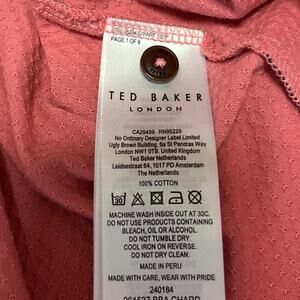 PAGE 1 OF 8
TED BAKER
LONDON
CA25459 RN95229
No Ordinary Designer Label Limited
Ugly Brown Building, 6a St Pancras Way
London NW1 0TB. United Kingdom
Ted Baker Netherlands
Leidsestraat 64, 1017 PD Amsterdam
The Netherlands
100% COTTON
30
MACHINE WASH INSIDE OUT AT 30C.
DO NOT USE PRODUCTS CONTAINING
BLEACH, OIL OR ALCOHOL.
DO NOT TUMBLE DRY.
COOL IRON ON REVERSE.
DO NOT DRY CLEAN.
MADE IN PERU
MADE WITH CARE, WEAR WITH PRIDE
240184